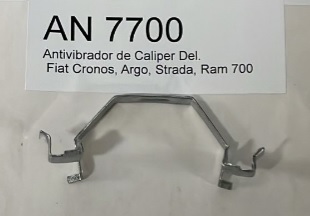 AN 7700
Antivibrador de Caliper Del.
Fiat Cronos, Argo, Strada, Ram 700